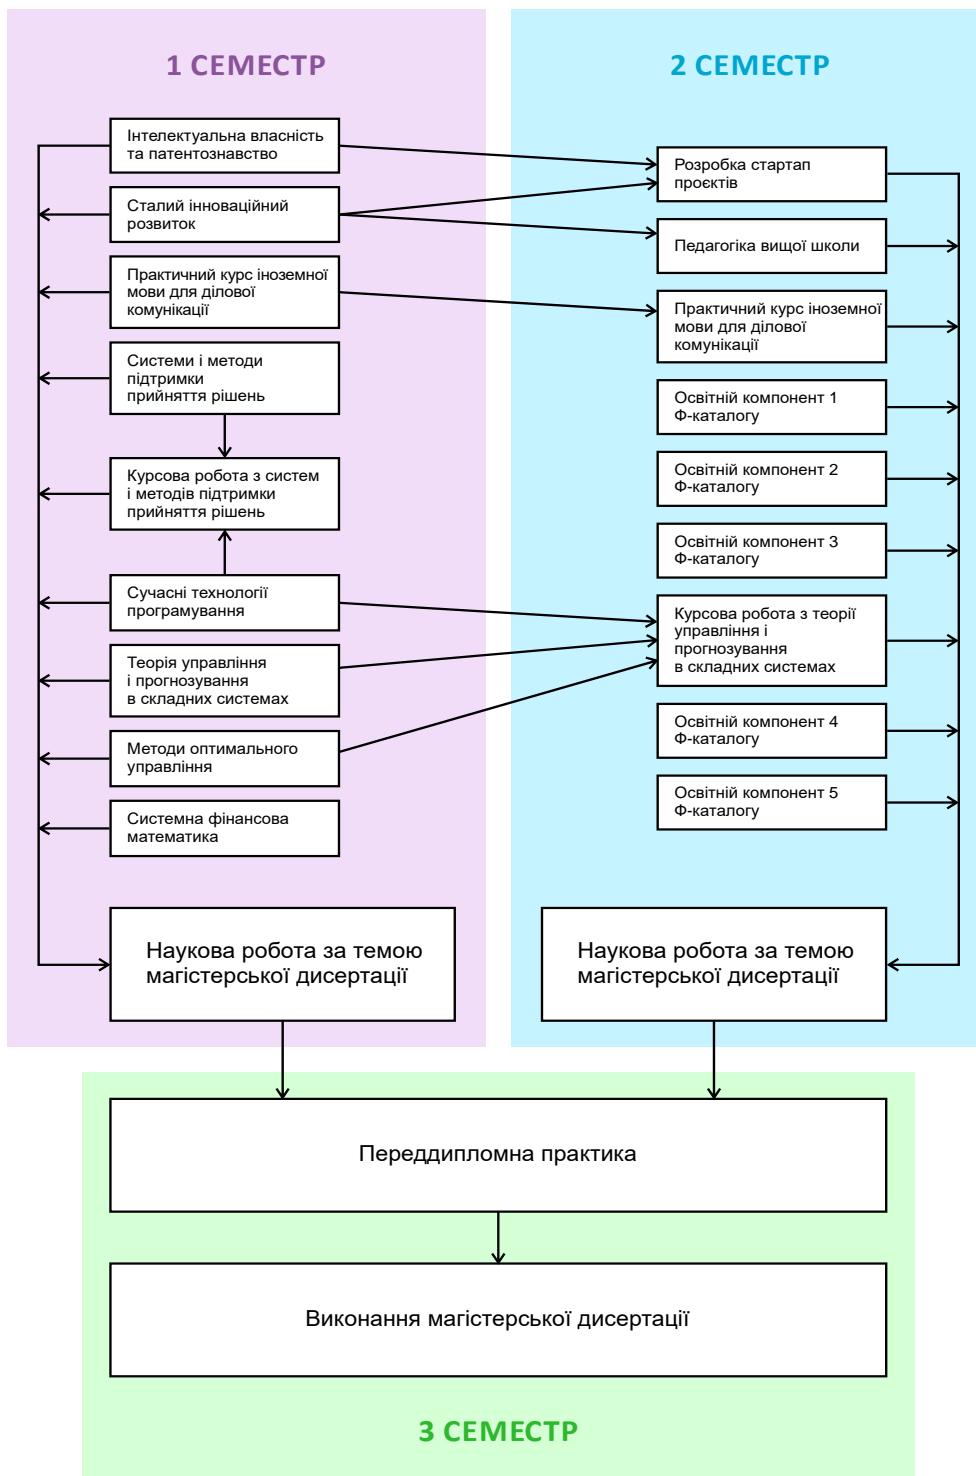 1 СЕМЕСТР
Інтелектуальна власність
та патентознавство
Сталий інноваційний
розвиток
Практичний курс іноземної
мови для ділової
комунікації
Системи і методи
підтримки
прийняття рішень
Курсова робота з систем
і методів підтримки
прийняття рішень
Сучасні технології
програмування
Теорія управління
і прогнозування
в складних системах
Методи оптимального
управління
Системна фінансова
математика
Наукова робота за темою
магістерської дисертації
2 СЕМЕСТР
Розробка стартап
проєктів
Педагогіка вищої школи
Практичний курс іноземної
мови для ділової
комунікації
Освітній компонент 1
Ф-каталогу
Освітній компонент 2
Ф-каталогу
Освітній компонент 3
Ф-каталогу
Курсова робота з теорії
управління і
прогнозування
в складних системах
Освітній компонент 4
Ф-каталогу
Освітній компонент 5
Ф-каталогу
Наукова робота за темою
магістерської дисертації
Переддипломна практика
Виконання магістерської дисертації
3 СЕМЕСТР